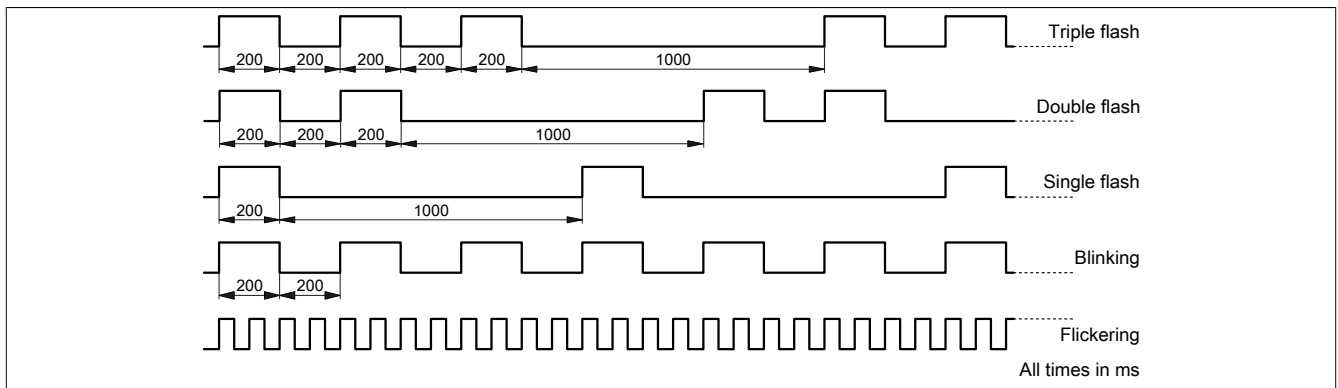 Triple flash
200 200 200 200 200 1000
Double flash
200 200 200 1000
Single flash
200 1000
Blinking
200 200
Flickering
All times in ms